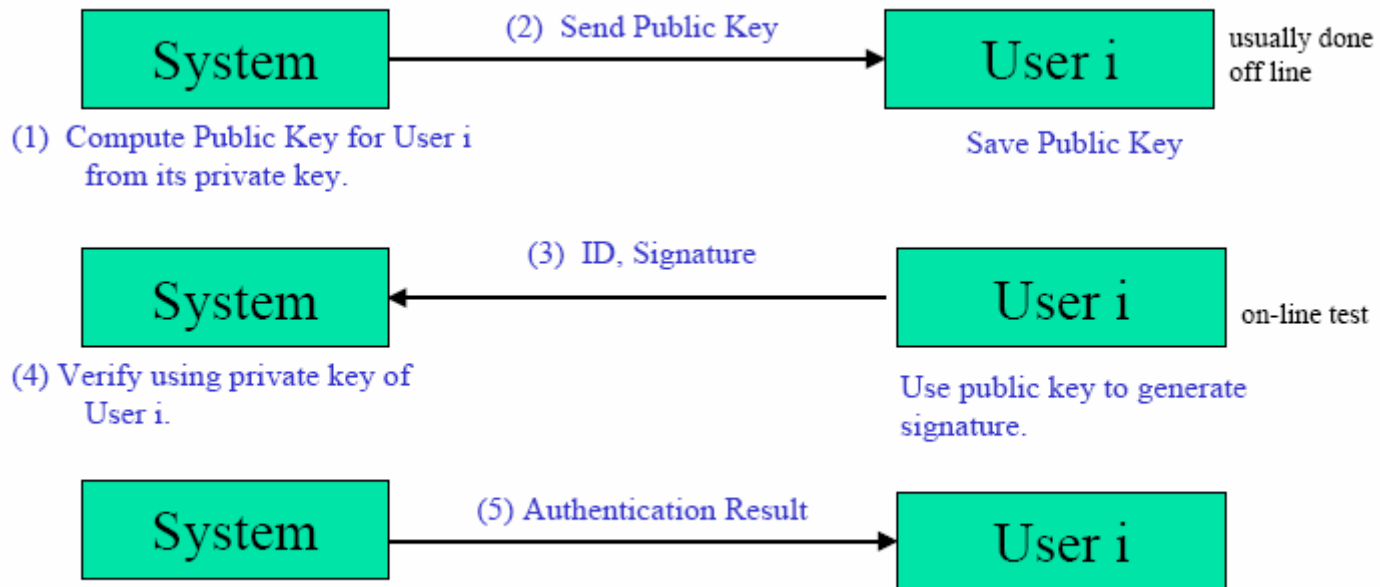 (2) Send Public Key
System
User i
usually done
off line
(1) Compute Public Key for User i
from its private key.
Save Public Key
(3) ID, Signature
System
User i
on-line test
(4) Verify using private key of
User i.
Use public key to generate
signature.
(5) Authentication Result
System
User i